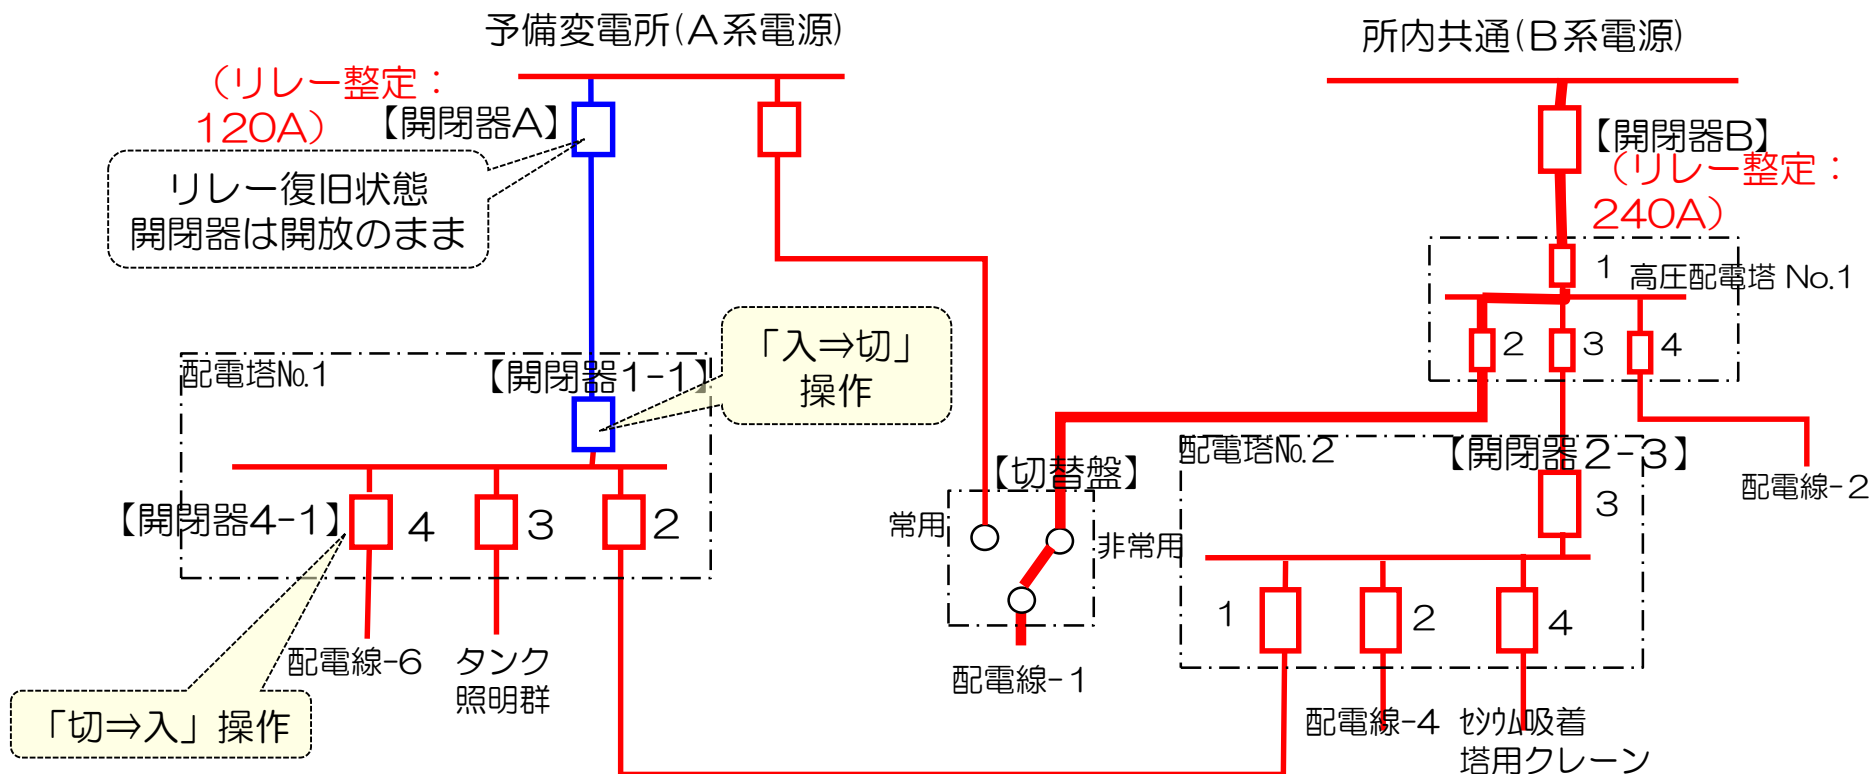 予備変電所(A系電源)
所内共通(B系電源)
(リレー整定：
120A)
【開閉器A】
【開閉器B】
(リレー整定：
240A)
リレー復旧状態
開閉器は開放のまま
1
高圧配電塔 No.1
2
3
4
「入⇒切」
操作
配電塔No.1
【開閉器1-1】
配電塔No.2
【開閉器2-3】
【切替盤】
配電線-2
【開閉器4-1】
4
3
2
常用
非常用
3
1
2
4
配電線-6
タンク
照明群
配電線-1
「切⇒入」操作
配電線-4
ｾｼｳﾑ吸着
塔用クレーン